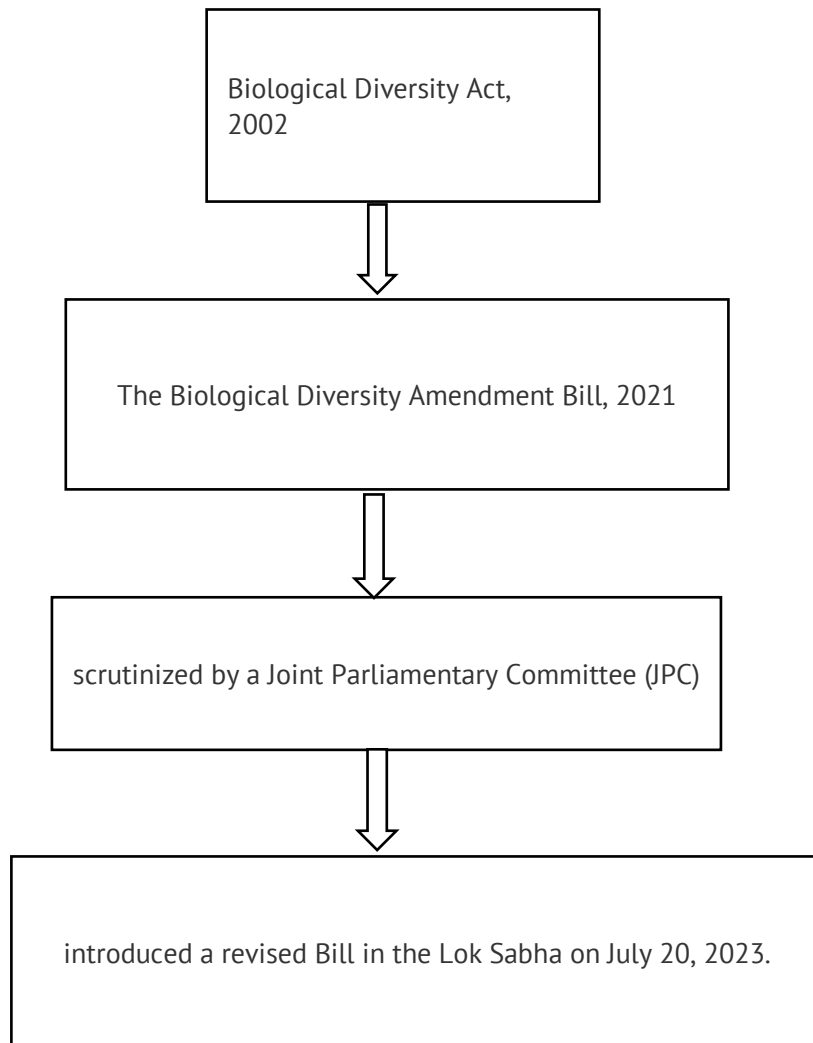 Biological Diversity Act,
2002
The Biological Diversity Amendment Bill, 2021
scrutinized by a Joint Parliamentary Committee (JPC)
introduced a revised Bill in the Lok Sabha on July 20, 2023.